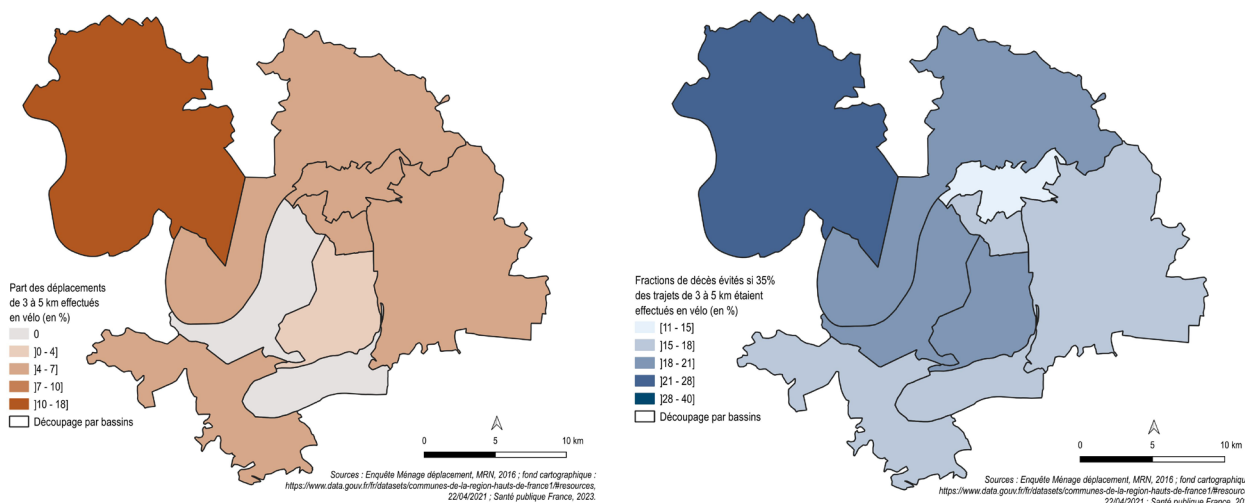 Part des déplacements
de 3 à 5 km effectués
en vélo (en %)
0
]0 - 4]
]4 - 7]
]7 - 10]
]10 - 18]
Découpage par bassins
0
5
10 km
Sources : Enquête Ménage déplacement, MRN, 2016 ; fond cartographique :
https://www.data.gouv.fr/fr/datasets/communes-de-la-region-hauts-de-france1/#resources,
22/04/2021 ; Santé publique France, 2023.
Fractions de décès évités si 35%
des trajets de 3 à 5 km étaient
effectués en vélo (en %)
[11 - 15]
]15 - 18]
]18 - 21]
]21 - 28]
]28 - 40]
Découpage par bassins
0
5
10 km
Sources : Enquête Ménage déplacement, MRN, 2016 ; fond cartographiqu
https://www.data.gouv.fr/fr/datasets/communes-de-la-region-hauts-de-france1/#resourc
22/04/2021 ; Santé publique France, 202